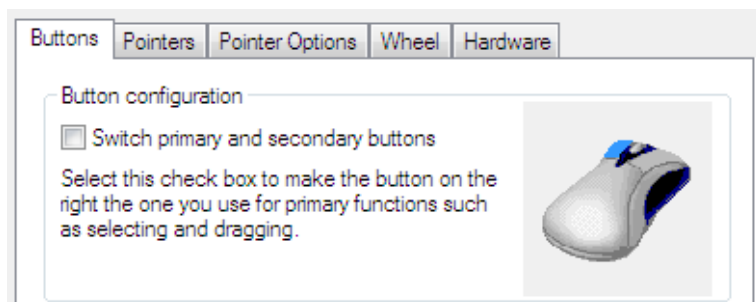 Buttons Pointers Pointer Options Wheel Hardware
Button configuration
Switch primary and secondary buttons
Select this check box to make the button on the
right the one you use for primary functions such
as selecting and dragging.